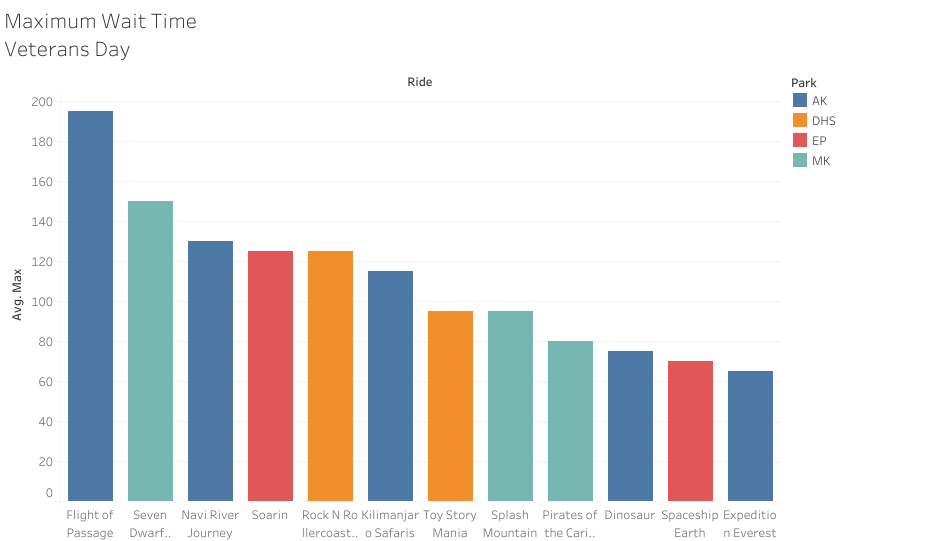 Maximum Wait Time
Veterans Day
Ride
Park
AK
DHS
EP
MK
Avg. Max
200
180
160
140
120
100
80
60
40
20
0
Flight of
Passage
Seven
Dwarf..
Navi River
Journey
Soarin
Rock N Ro
llercoast..
Kilimanjar
o Safaris
Toy Story
Mania
Splash
Mountain
Pirates of
the Cari..
Dinosaur
Spaceship
Earth
Expeditio
n Everest